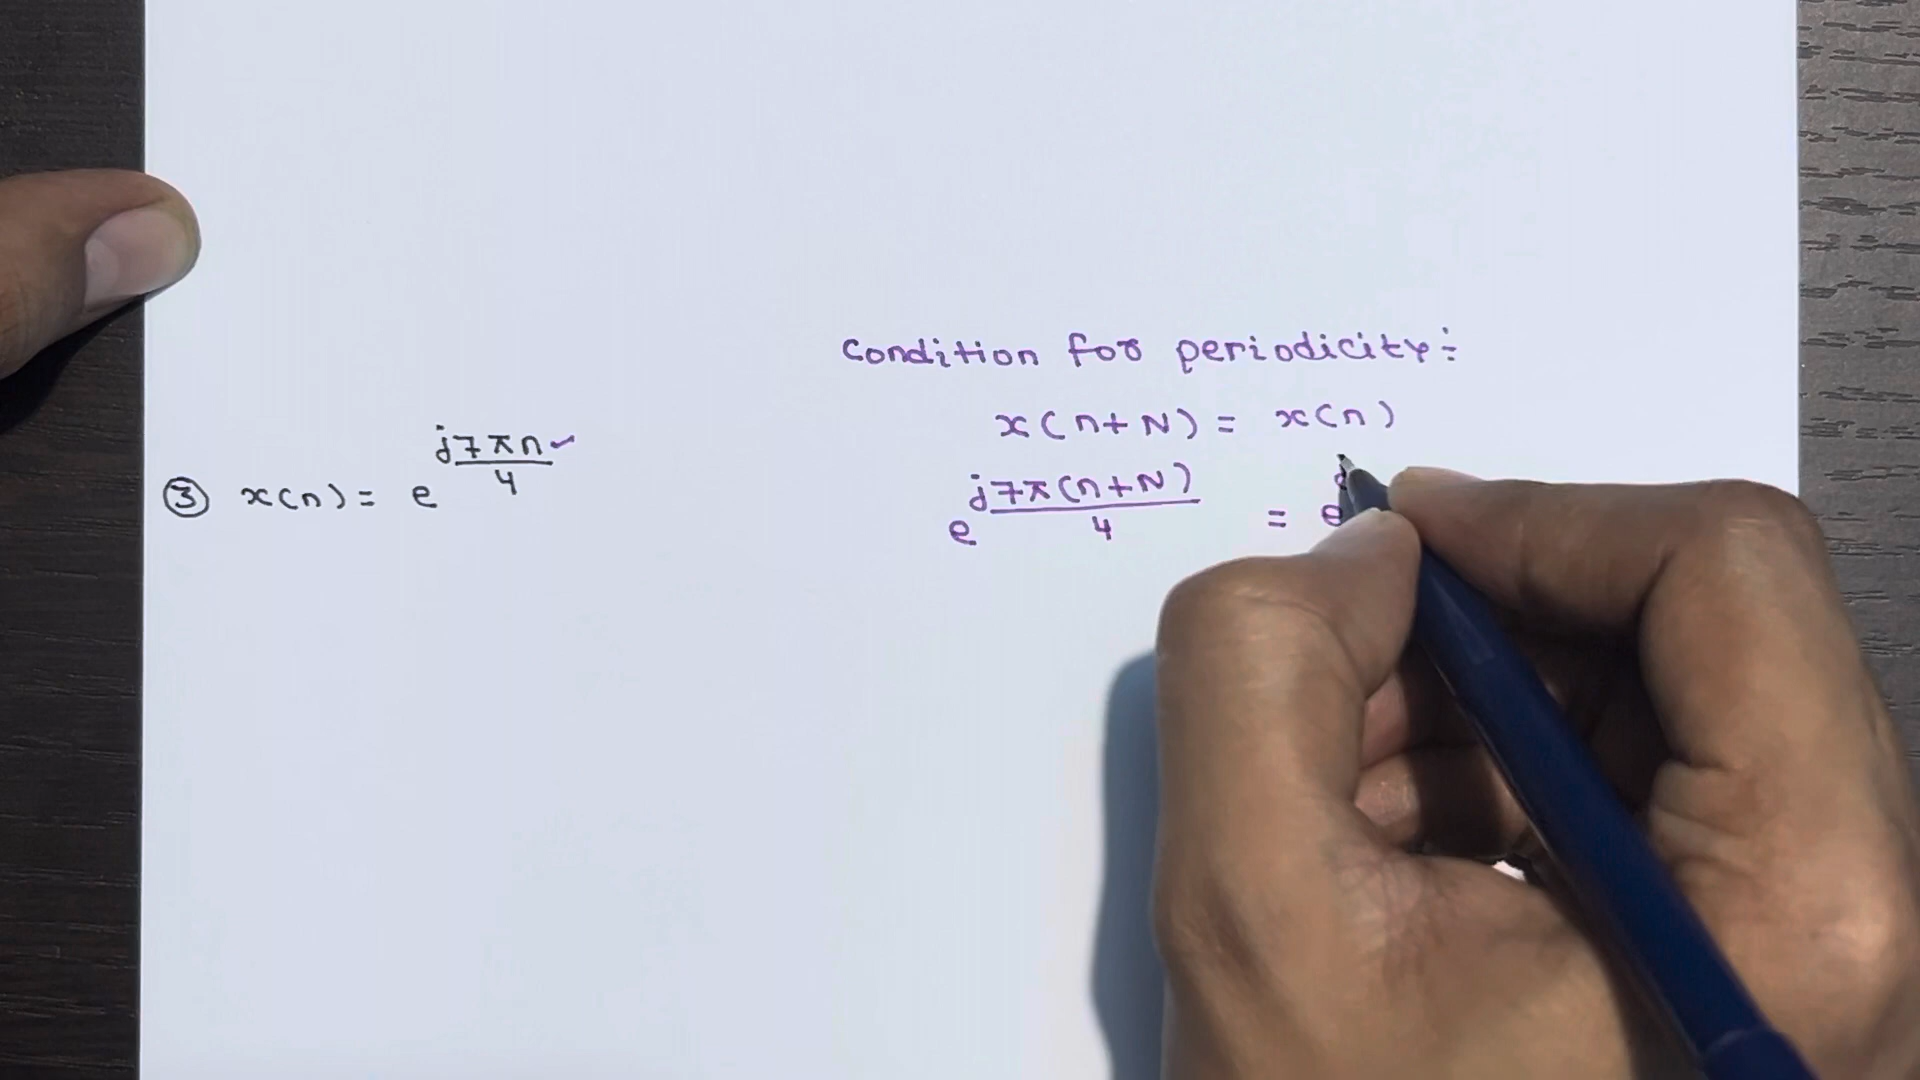 ③ x(n) = e^(j7πn/4) ✓
Condition for periodicity:
x(n+N) = x(n)
e^(j7π(n+N)/4) = e